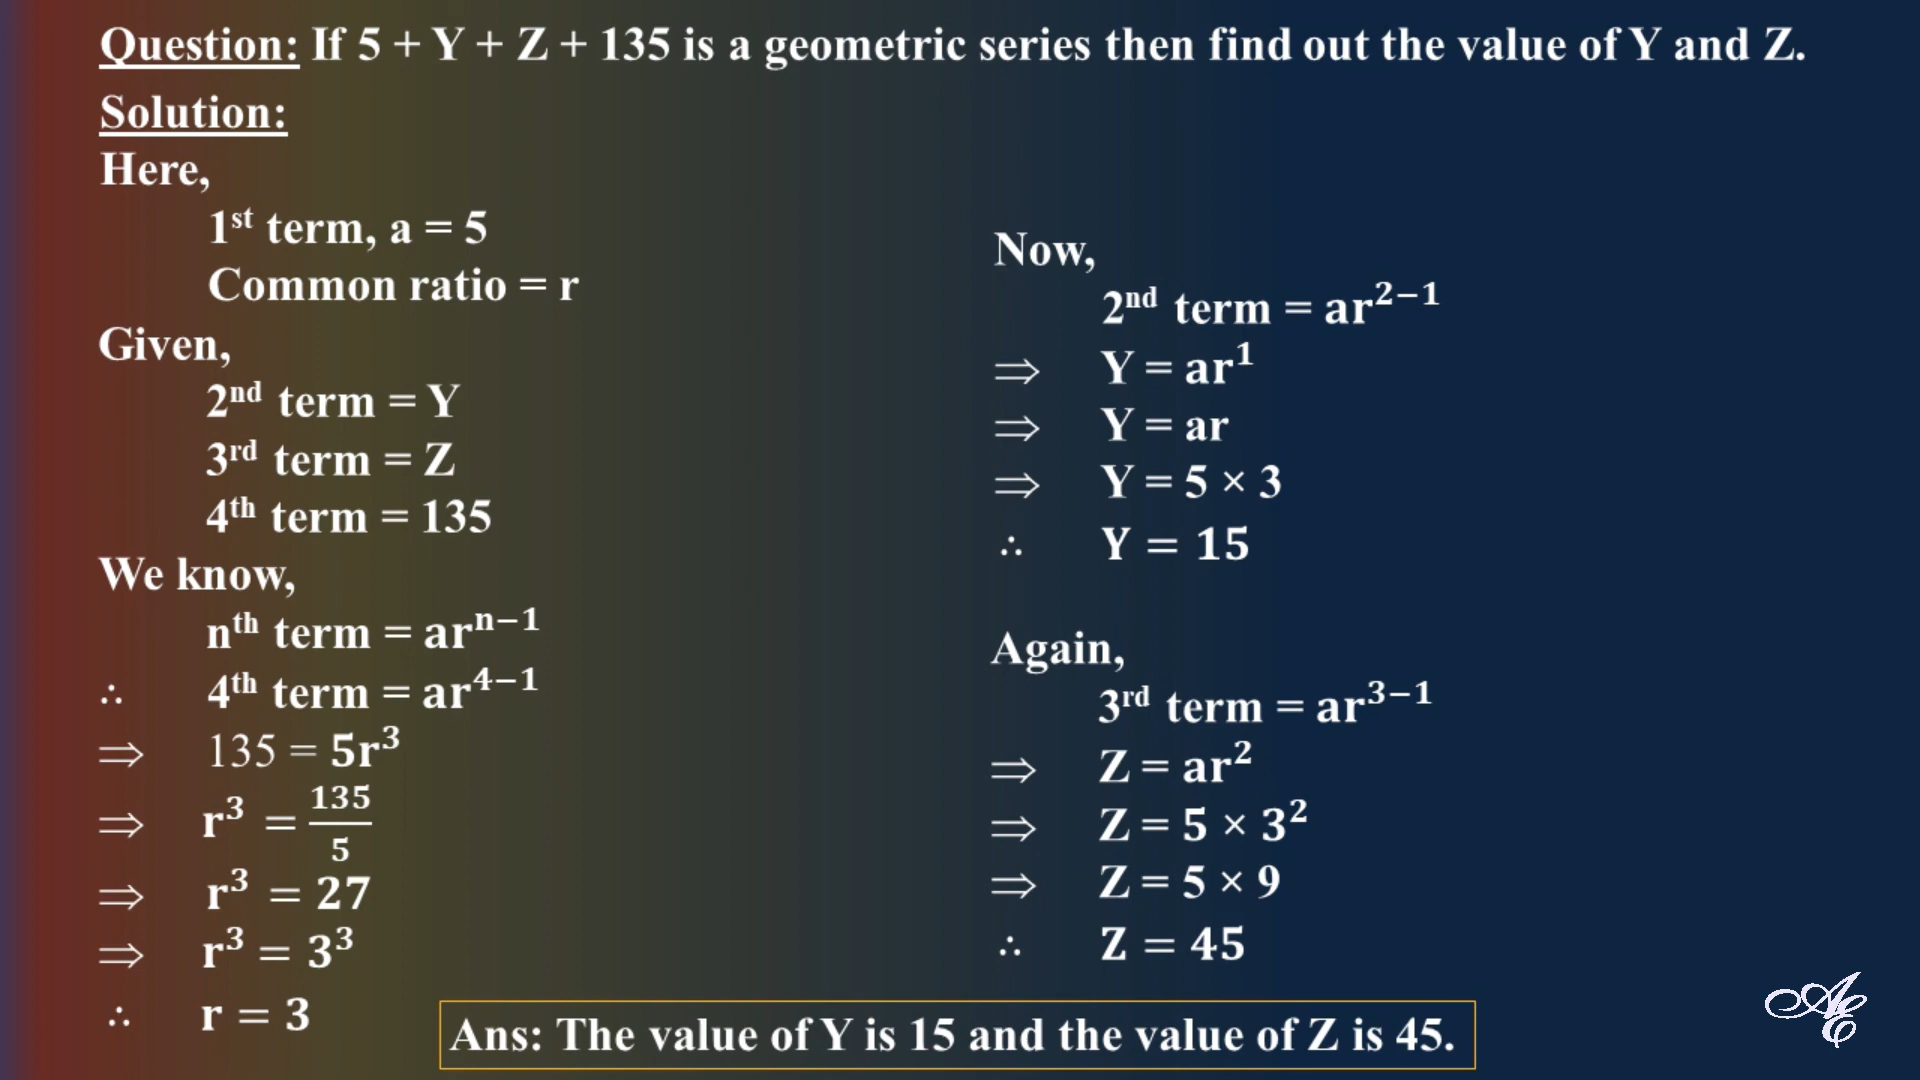 Question: If 5 + Y + Z + 135 is a geometric series then find out the value of Y and Z.
Solution:
Here,
1st term, a = 5
Common ratio = r
Given,
2nd term = Y
3rd term = Z
4th term = 135
We know,
nth term = arⁿ⁻¹
∴ 4th term = ar⁴⁻¹
⇒ 135 = 5r³
⇒ r³ = 135/5
⇒ r³ = 27
⇒ r³ = 3³
∴ r = 3
Now,
2nd term = ar²⁻¹
⇒ Y = ar¹
⇒ Y = ar
⇒ Y = 5 × 3
∴ Y = 15
Again,
3rd term = ar³⁻¹
⇒ Z = ar²
⇒ Z = 5 × 3²
⇒ Z = 5 × 9
∴ Z = 45
Ans: The value of Y is 15 and the value of Z is 45.